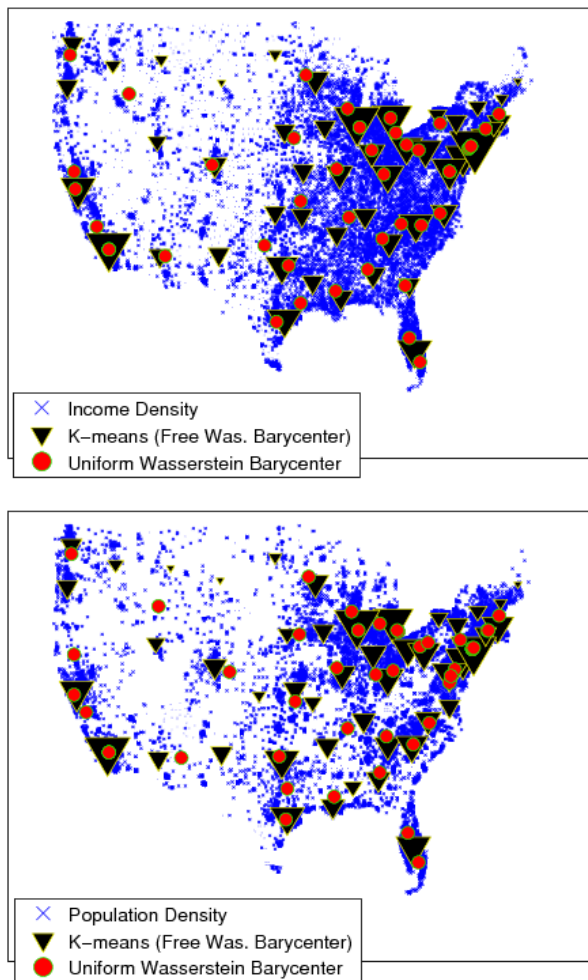 Income Density
K−means (Free Was. Barycenter)
Uniform Wasserstein Barycenter
Population Density
K−means (Free Was. Barycenter)
Uniform Wasserstein Barycenter